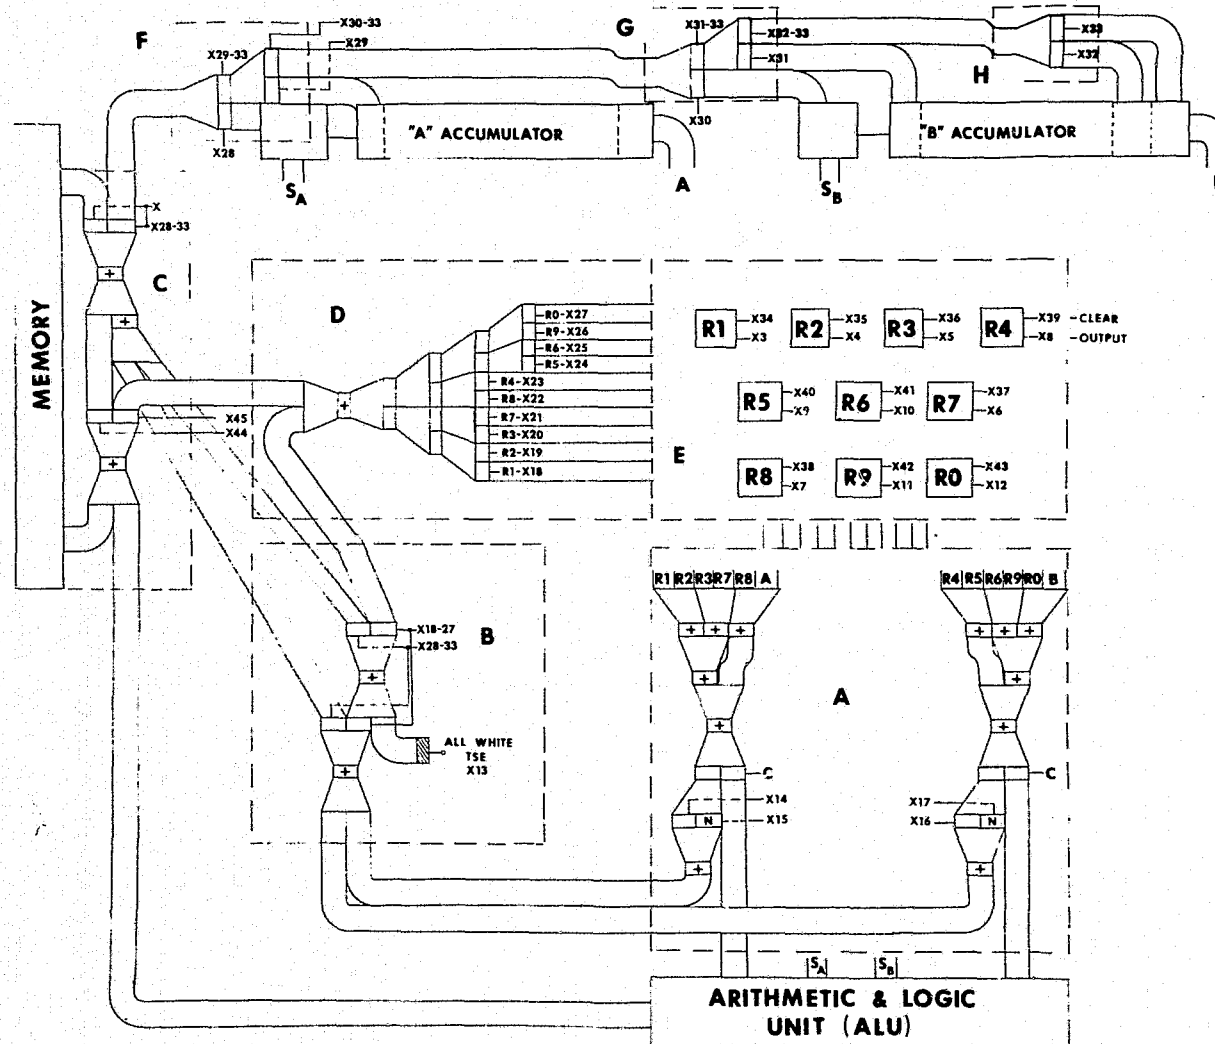 F
X30-33
X29
X29-33
X28
"A" ACCUMULATOR
S_A
A
G
X31-33
X32-33
X31
X30
S_B
H
X33
X32
"B" ACCUMULATOR
MEMORY
X
X28-33
+
C
+
X45
X44
+
D
+
R0-X27
R9-X26
R6-X25
R5-X24
R4-X23
R8-X22
R7-X21
R3-X20
R2-X19
R1-X18
E
R1 X34 X3
R2 X35 X4
R3 X36 X5
R4 X39 -CLEAR
X8 -OUTPUT
R5 X40 X9
R6 X41 X10
R7 X37 X6
R8 X38 X7
R9 X42 X11
R0 X43 X12
B
X18-27
X28-33
+
+
ALL WHITE
TSE
X13
R1 R2 R3 R7 R8 A
R4 R5 R6 R9 R0 B
+ + +
+ + +
+
+
A
+
+
C
C
X14
X17
N X15
X16 N
+
+
S_A
S_B
ARITHMETIC & LOGIC
UNIT (ALU)